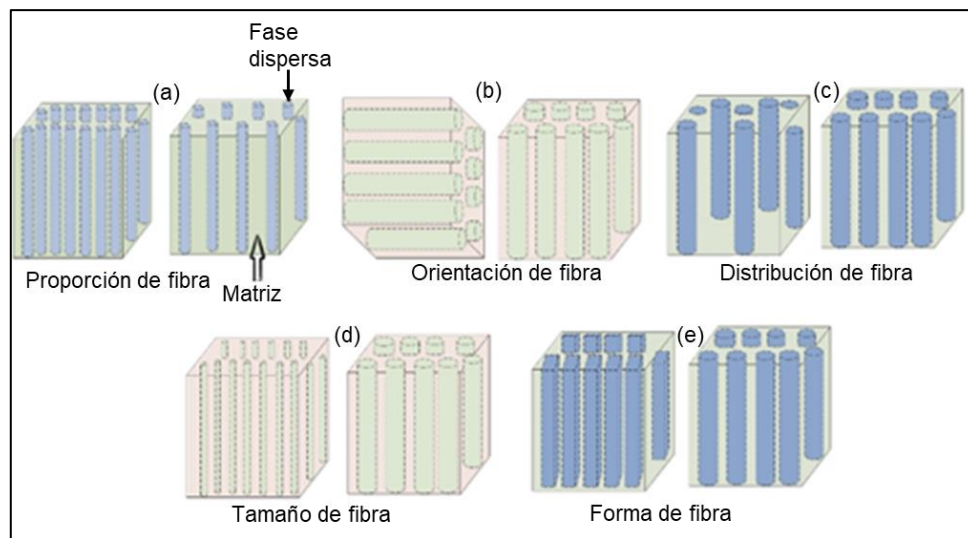 Fase
dispersa
(a)
(b)
(c)
Proporción de fibra
Matriz
Orientación de fibra
Distribución de fibra
(d)
(e)
Tamaño de fibra
Forma de fibra